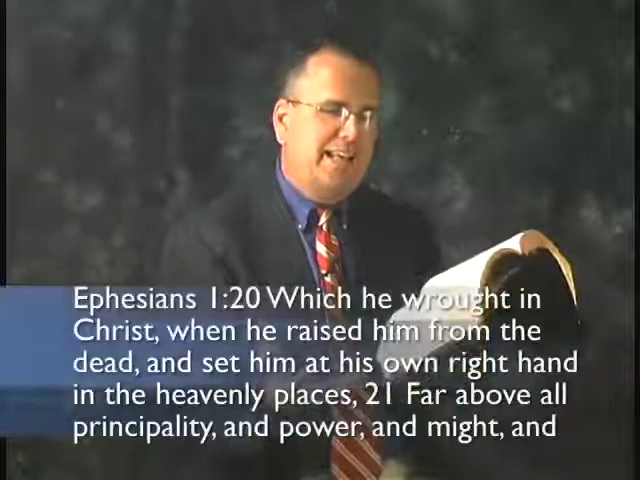 Ephesians 1:20 Which he wrought in
Christ, when he raised him from the
dead, and set him at his own right hand
in the heavenly places, 21 Far above all
principality, and power, and might, and